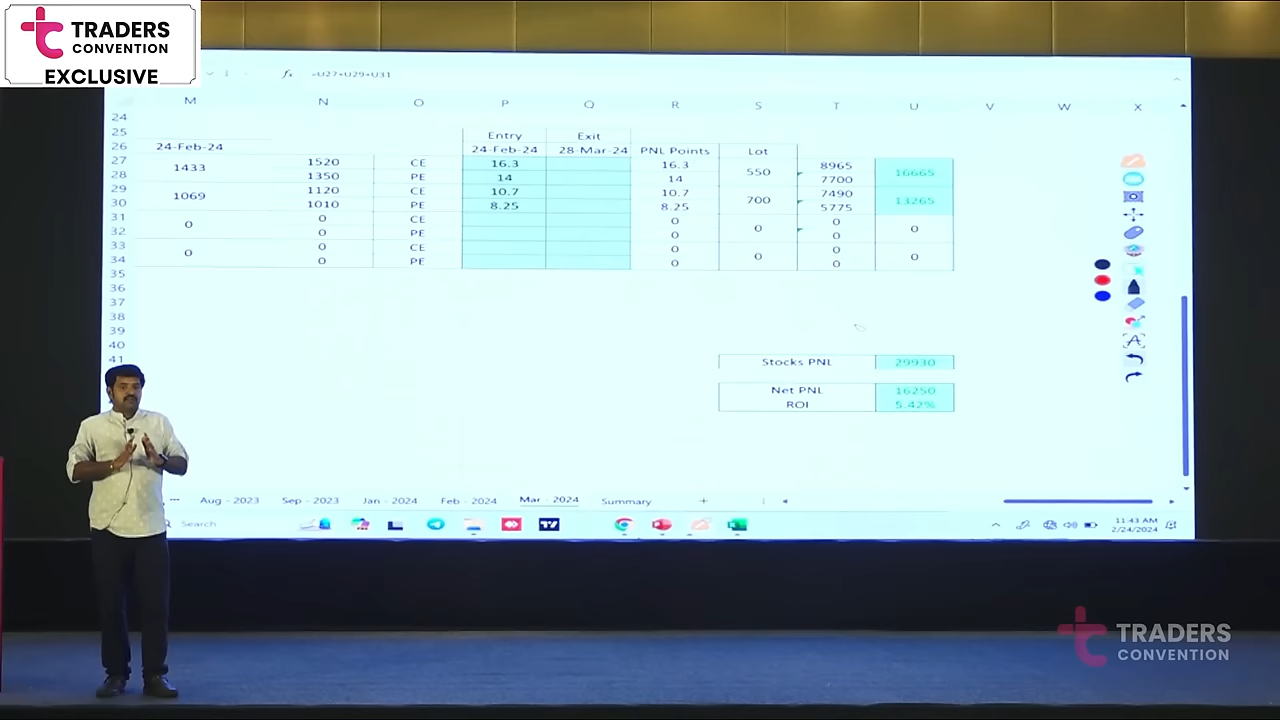 TRADERS
CONVENTION
EXCLUSIVE
fx =U27+U29+U31
M N O P Q R S T U V W X
24
25 Entry Exit
26 24-Feb-24 24-Feb-24 28-Mar-24 PNL Points Lot
27 1433 1520 CE 16.3 16.3 550 8965 16665
28 1350 PE 14 14 7700
29 1069 1120 CE 10.7 10.7 700 7490 13265
30 1010 PE 8.25 8.25 5775
31 0 0 CE 0 0 0 0
32 0 PE 0 0
33 0 0 CE 0 0 0 0
34 0 PE 0 0
35
36
37
38
39
40
41 Stocks PNL 29930
Net PNL 16250
ROI 5.42%
Aug - 2023 Sep - 2023 Jan - 2024 Feb - 2024 Mar - 2024 Summary +
Search
11:43 AM
2/24/2024
TRADERS
CONVENTION